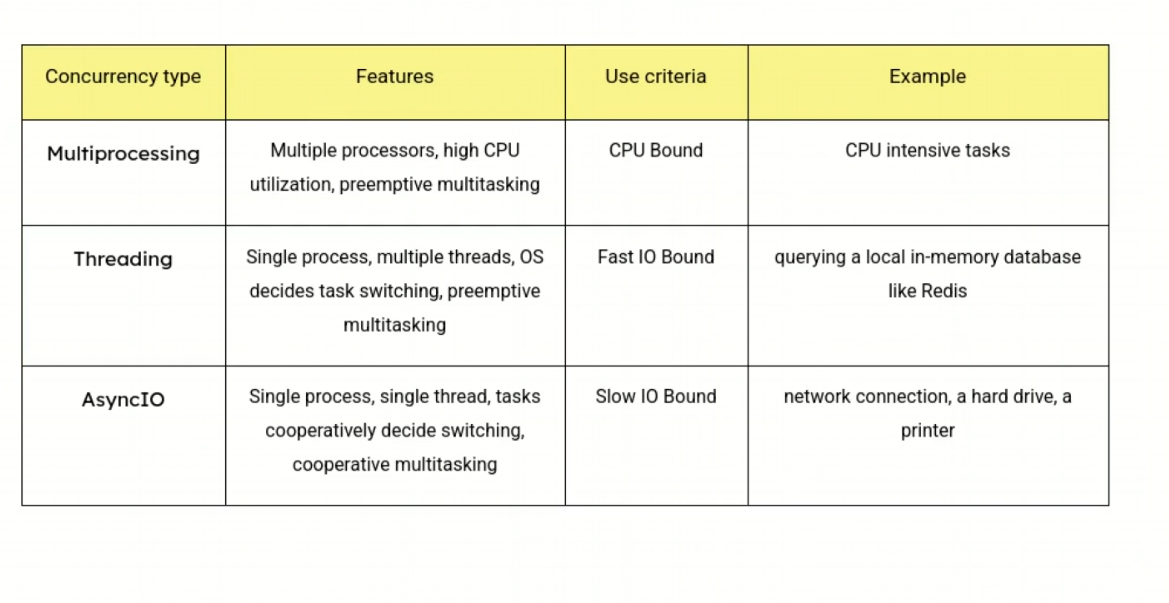 Concurrency type
Features
Use criteria
Example
Multiprocessing
Multiple processors, high CPU
utilization, preemptive multitasking
CPU Bound
CPU intensive tasks
Threading
Single process, multiple threads, OS
decides task switching, preemptive
multitasking
Fast IO Bound
querying a local in-memory database
like Redis
AsyncIO
Single process, single thread, tasks
cooperatively decide switching,
cooperative multitasking
Slow IO Bound
network connection, a hard drive, a
printer